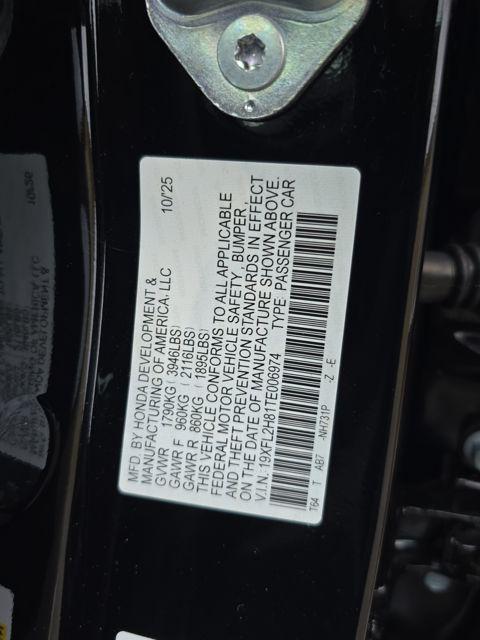 MFD. BY HONDA DEVELOPMENT &
MANUFACTURING OF AMERICA, LLC 10/'25
GVWR 1790KG ( 3946LBS)
GAWR F 960KG ( 2116LBS)
GAWR R 860KG ( 1895LBS)
THIS VEHICLE CONFORMS TO ALL APPLICABLE
FEDERAL MOTOR VEHICLE SAFETY, BUMPER,
AND THEFT PREVENTION STANDARDS IN EFFECT
ON THE DATE OF MANUFACTURE SHOWN ABOVE.
V.I.N. 19XFL2H81TE006974 TYPE: PASSENGER CAR
T64 T AB7 -NH731P -Z -E